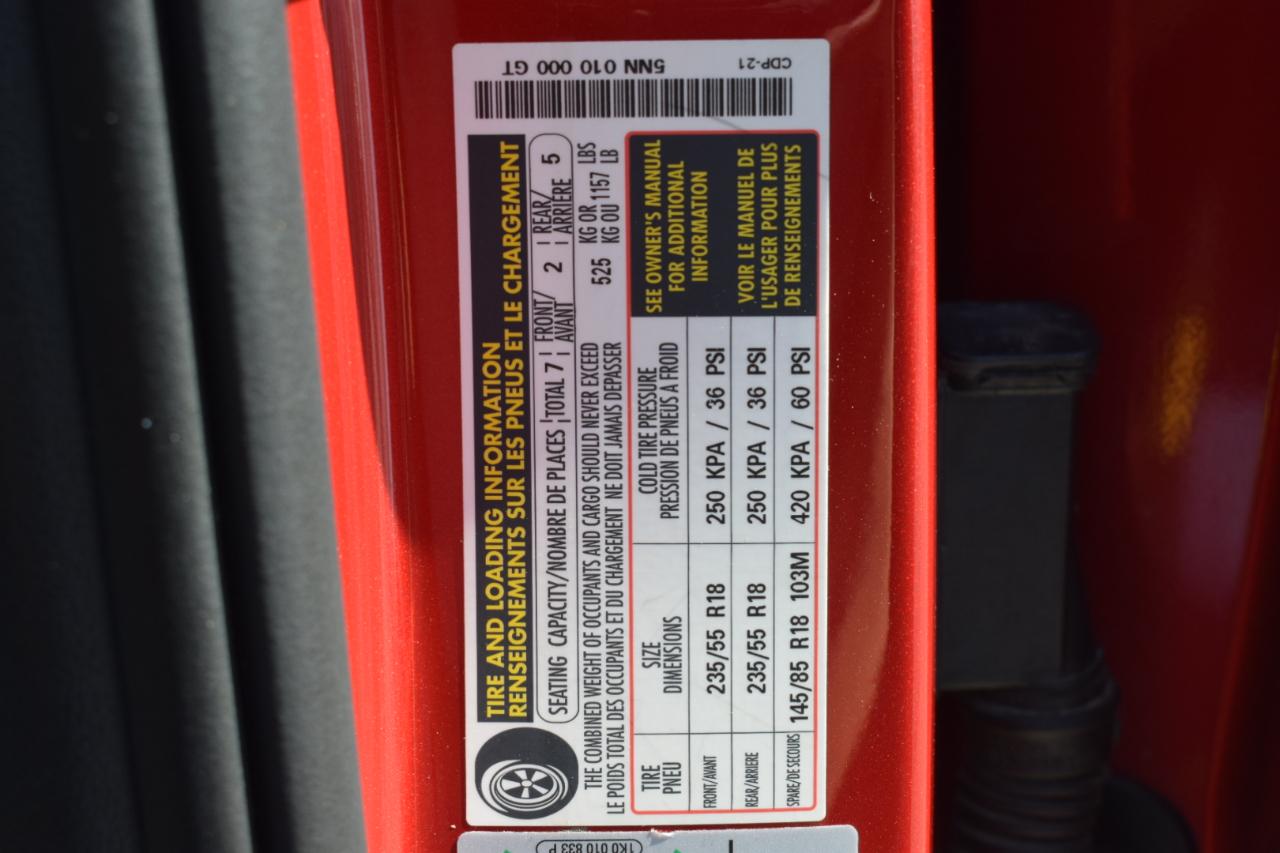 5NN 010 000 GT
CDP-21
TIRE AND LOADING INFORMATION
RENSEIGNEMENTS SUR LES PNEUS ET LE CHARGEMENT
SEATING CAPACITY/NOMBRE DE PLACES | TOTAL 7 | FRONT/AVANT 2 | REAR/ARRIÈRE 5
THE COMBINED WEIGHT OF OCCUPANTS AND CARGO SHOULD NEVER EXCEED 525 KG OR 1157 LBS
LE POIDS TOTAL DES OCCUPANTS ET DU CHARGEMENT NE DOIT JAMAIS DEPASSER KG OU LB
TIRE PNEU
SIZE DIMENSIONS
COLD TIRE PRESSURE PRESSION DE PNEUS A FROID
FRONT/AVANT 235/55 R18 250 KPA / 36 PSI
REAR/ARRIERE 235/55 R18 250 KPA / 36 PSI
SPARE/DE SECOURS 145/85 R18 103M 420 KPA / 60 PSI
SEE OWNER'S MANUAL
FOR ADDITIONAL
INFORMATION
VOIR LE MANUEL DE
L'USAGER POUR PLUS
DE RENSEIGNEMENTS
1K0 010 833 P